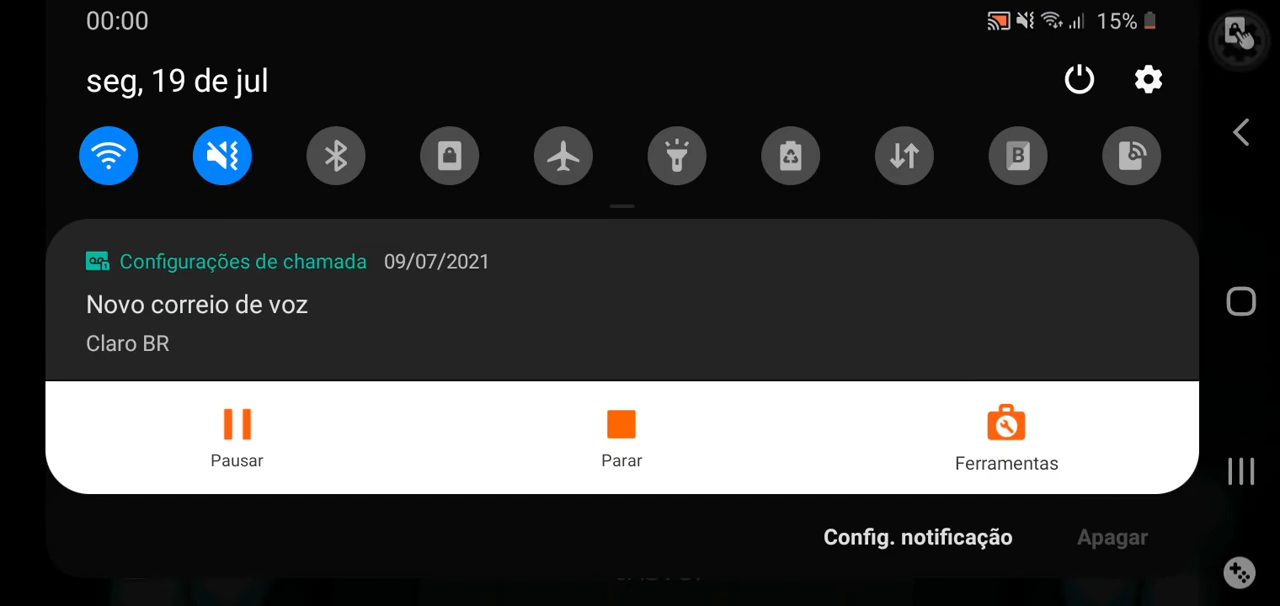 00:00
15%
seg, 19 de jul
Configurações de chamada 09/07/2021
Novo correio de voz
Claro BR
Pausar
Parar
Ferramentas
Config. notificação
Apagar